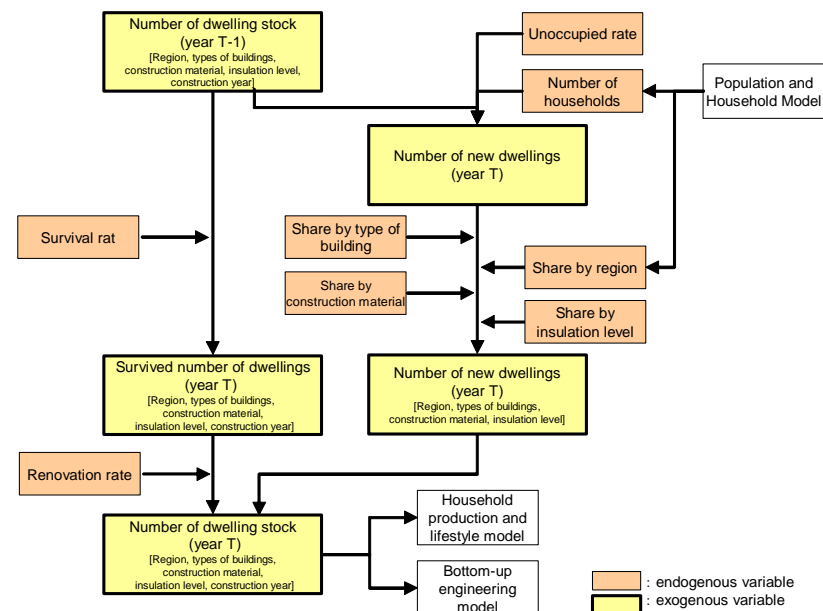 Number of dwelling stock
(year T-1)
[Region, types of buildings,
construction material, insulation level,
construction year]
Unoccupied rate
Number of
households
Population and
Household Model
Number of new dwellings
(year T)
Survival rat
Share by type of
building
Share by region
Share by
construction material
Share by
insulation level
Survived number of dwellings
(year T)
[Region, types of buildings,
construction material,
insulation level, construction year]
Number of new dwellings
(year T)
[Region, types of buildings,
construction material, insulation level]
Renovation rate
Number of dwelling stock
(year T)
[Region, types of buildings,
construction material,
insulation level, construction year]
Household
production and
lifestyle model
Bottom-up
engineering
model
: endogenous variable
: exogenous variable